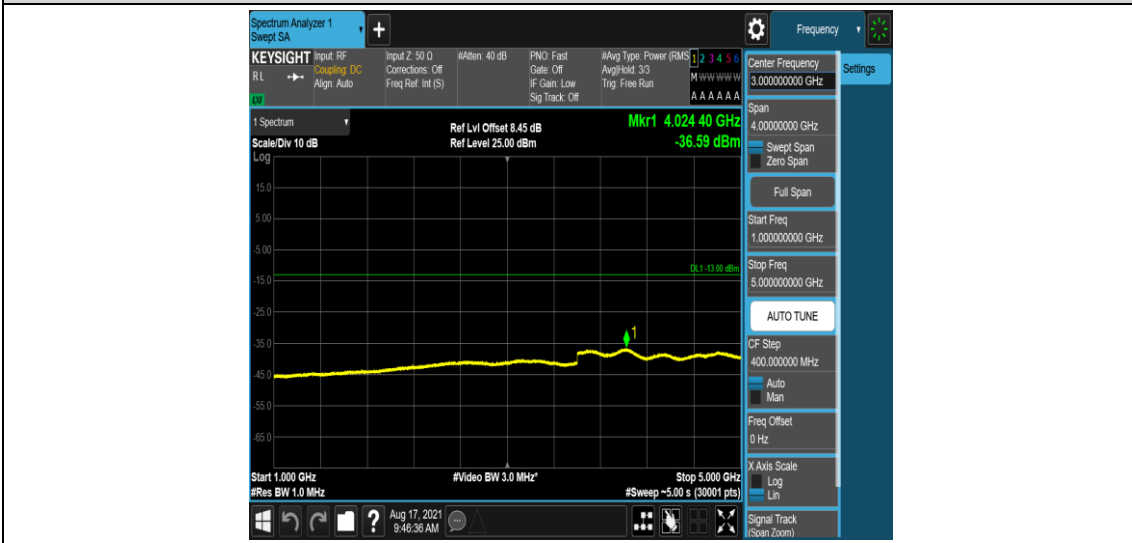 Spectrum Analyzer 1
Swept SA
+
Frequency
KEYSIGHT
RL
LXI
Input: RF
Coupling: DC
Align: Auto
Input Z: 50 Ω
Corrections: Off
Freq Ref: Int (S)
#Atten: 40 dB
PNO: Fast
Gate: Off
IF Gain: Low
Sig Track: Off
#Avg Type: Power (RMS
Avg|Hold: 3/3
Trig: Free Run
1 2 3 4 5 6
M W W W W W
A A A A A A
1 Spectrum
Scale/Div 10 dB
Log
Ref Lvl Offset 8.45 dB
Ref Level 25.00 dBm
Mkr1 4.024 40 GHz
-36.59 dBm
15.0
5.00
-5.00
DL1 -13.00 dBm
-15.0
-25.0
1
-35.0
-45.0
-55.0
-65.0
Start 1.000 GHz
#Res BW 1.0 MHz
#Video BW 3.0 MHz*
Stop 5.000 GHz
#Sweep ~5.00 s (30001 pts)
Center Frequency
3.000000000 GHz
Settings
Span
4.00000000 GHz
Swept Span
Zero Span
Full Span
Start Freq
1.000000000 GHz
Stop Freq
5.000000000 GHz
AUTO TUNE
CF Step
400.000000 MHz
Auto
Man
Freq Offset
0 Hz
X Axis Scale
Log
Lin
Signal Track
(Span Zoom)
?
Aug 17, 2021
9:46:36 AM